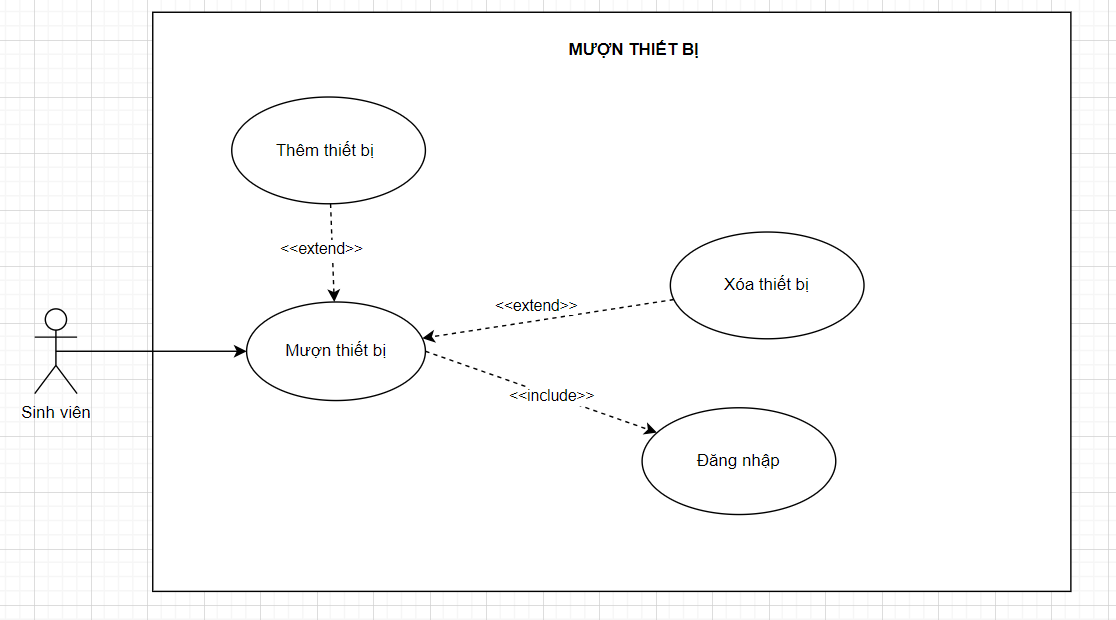 MƯỢN THIẾT BỊ
Thêm thiết bị
<<extend>>
Xóa thiết bị
<<extend>>
Mượn thiết bị
<<include>>
Sinh viên
Đăng nhập